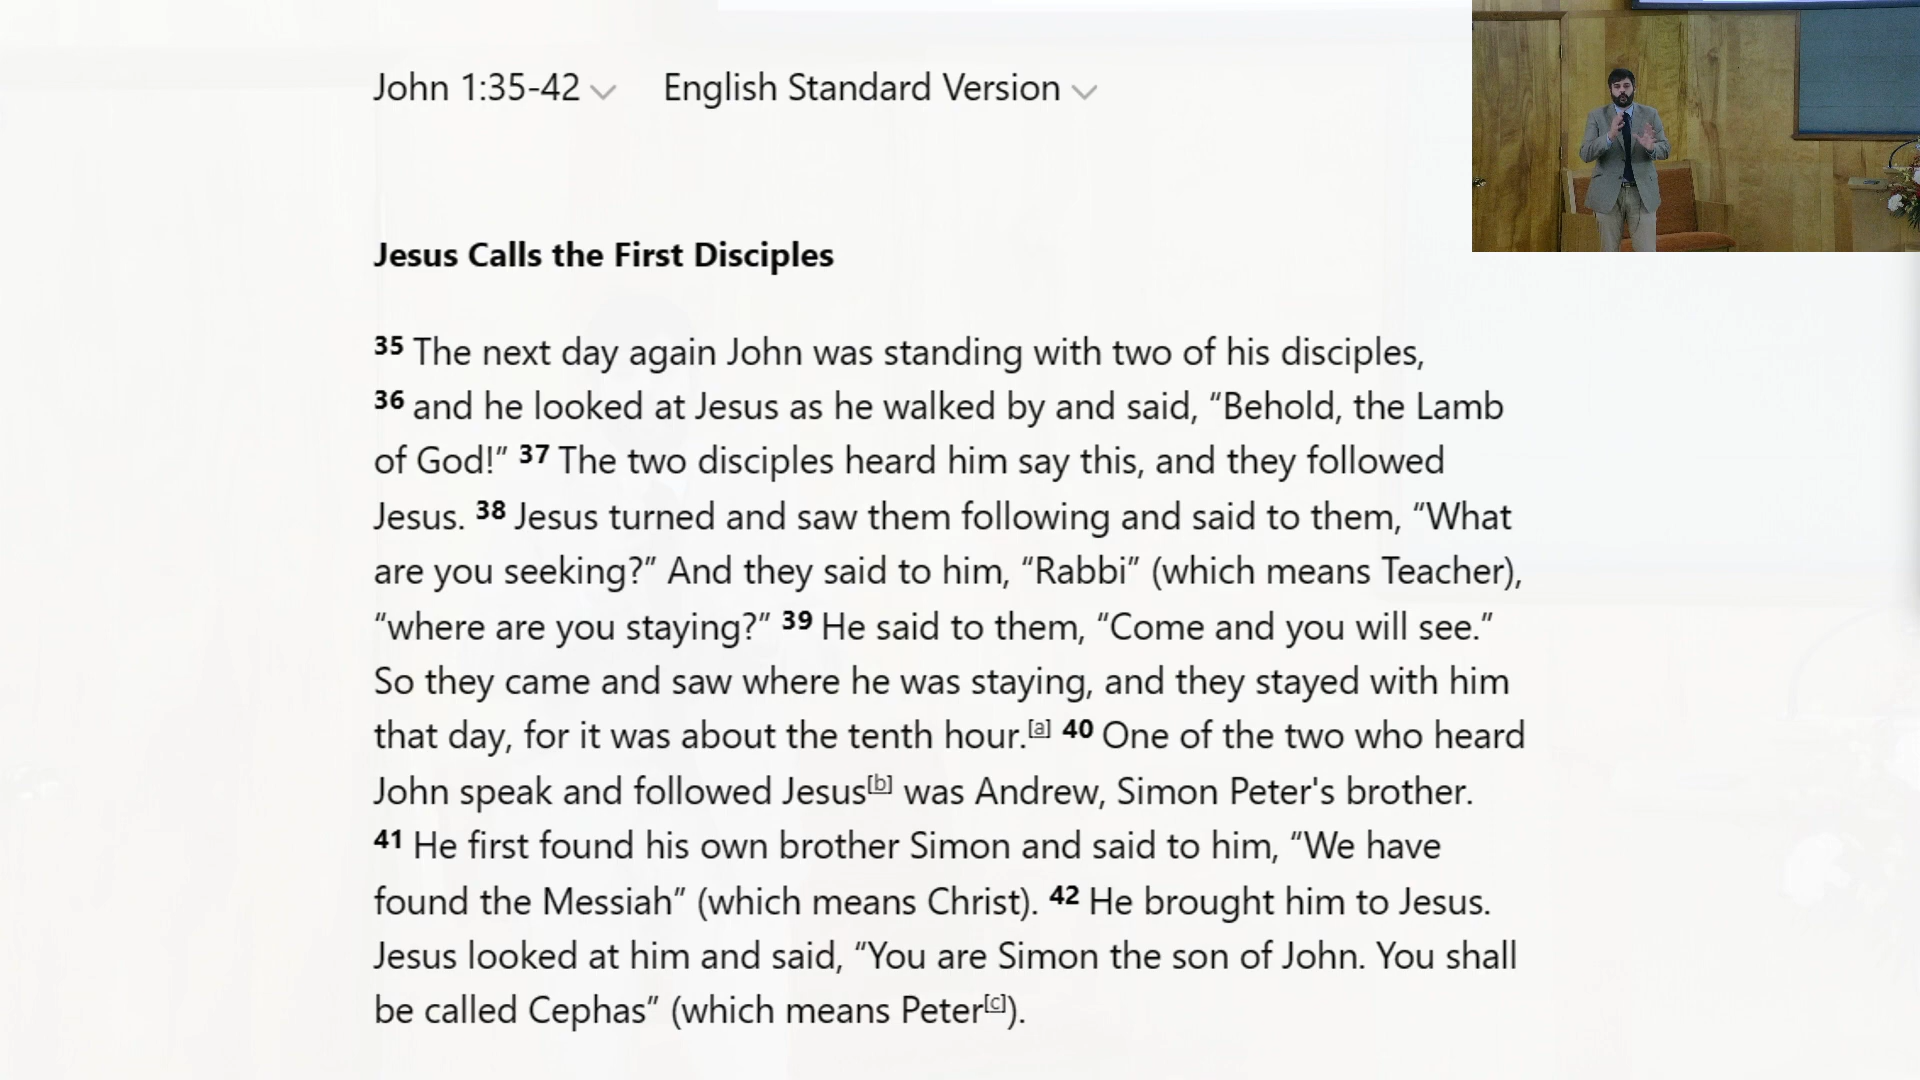 John 1:35-42 English Standard Version
Jesus Calls the First Disciples
35 The next day again John was standing with two of his disciples,
36 and he looked at Jesus as he walked by and said, “Behold, the Lamb
of God!” 37 The two disciples heard him say this, and they followed
Jesus. 38 Jesus turned and saw them following and said to them, “What
are you seeking?” And they said to him, “Rabbi” (which means Teacher),
“where are you staying?” 39 He said to them, “Come and you will see.”
So they came and saw where he was staying, and they stayed with him
that day, for it was about the tenth hour.[a] 40 One of the two who heard
John speak and followed Jesus[b] was Andrew, Simon Peter's brother.
41 He first found his own brother Simon and said to him, “We have
found the Messiah” (which means Christ). 42 He brought him to Jesus.
Jesus looked at him and said, “You are Simon the son of John. You shall
be called Cephas” (which means Peter[c]).